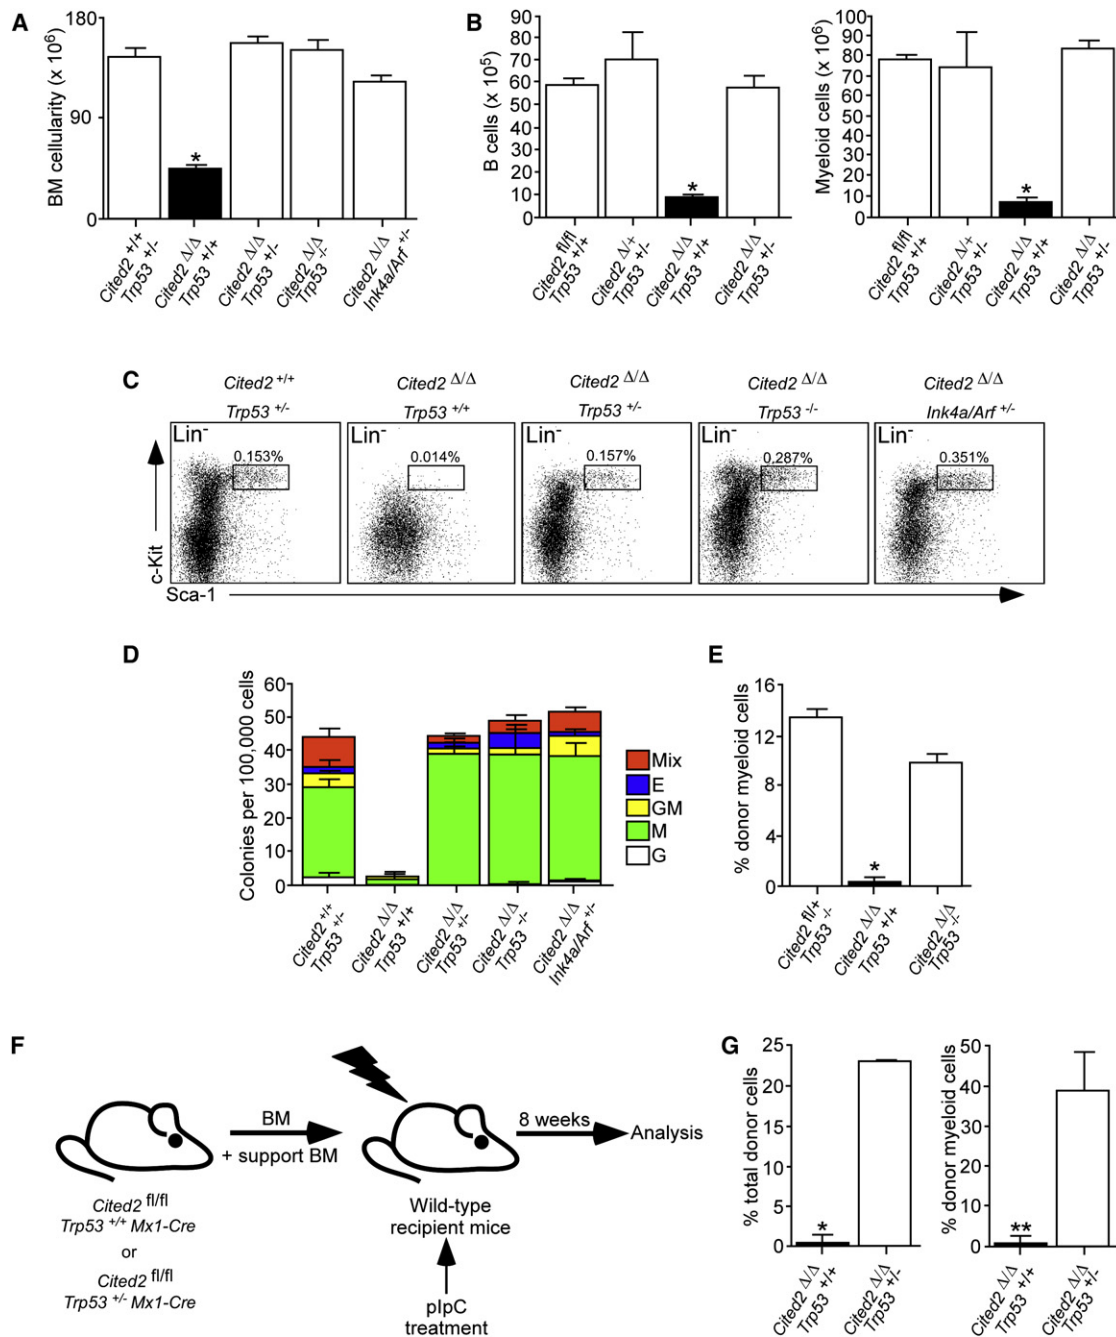 A
BM cellularity (x 10⁶)
180
90
0
*
Cited2 +/+
Trp53 +/-
Cited2 Δ/Δ
Trp53 +/+
Cited2 Δ/Δ
Trp53 +/-
Cited2 Δ/Δ
Trp53 -/-
Cited2 Δ/Δ
Ink4a/Arf +/-
B
B cells (x 10⁵)
90
80
70
60
50
40
30
20
10
0
*
Cited2 fl/fl
Trp53 +/+
Cited2 Δ/+
Trp53 +/-
Cited2 Δ/Δ
Trp53 +/+
Cited2 Δ/Δ
Trp53 +/-
Myeloid cells (x 10⁶)
100
90
80
70
60
50
40
30
20
10
0
*
Cited2 fl/fl
Trp53 +/+
Cited2 Δ/+
Trp53 +/-
Cited2 Δ/Δ
Trp53 +/+
Cited2 Δ/Δ
Trp53 +/-
C
Cited2 +/+
Trp53 +/-
Cited2 Δ/Δ
Trp53 +/+
Cited2 Δ/Δ
Trp53 +/-
Cited2 Δ/Δ
Trp53 -/-
Cited2 Δ/Δ
Ink4a/Arf +/-
Lin⁻
0.153%
Lin⁻
0.014%
Lin⁻
0.157%
Lin⁻
0.287%
Lin⁻
0.351%
c-Kit
Sca-1
D
Colonies per 100,000 cells
60
50
40
30
20
10
0
Mix
E
GM
M
G
Cited2 +/+
Trp53 +/-
Cited2 Δ/Δ
Trp53 +/+
Cited2 Δ/Δ
Trp53 +/-
Cited2 Δ/Δ
Trp53 -/-
Cited2 Δ/Δ
Ink4a/Arf +/-
E
% donor myeloid cells
16
12
8
4
0
*
Cited2 fl/+
Trp53 -/-
Cited2 Δ/Δ
Trp53 +/+
Cited2 Δ/Δ
Trp53 -/-
F
BM
+ support BM
8 weeks
Analysis
Cited2 fl/fl
Trp53 +/+ Mx1-Cre
or
Cited2 fl/fl
Trp53 +/- Mx1-Cre
Wild-type
recipient mice
pIpC
treatment
G
% total donor cells
25
20
15
10
5
0
*
Cited2 Δ/Δ
Trp53 +/+
Cited2 Δ/Δ
Trp53 +/-
% donor myeloid cells
50
40
30
20
10
0
**
Cited2 Δ/Δ
Trp53 +/+
Cited2 Δ/Δ
Trp53 +/-